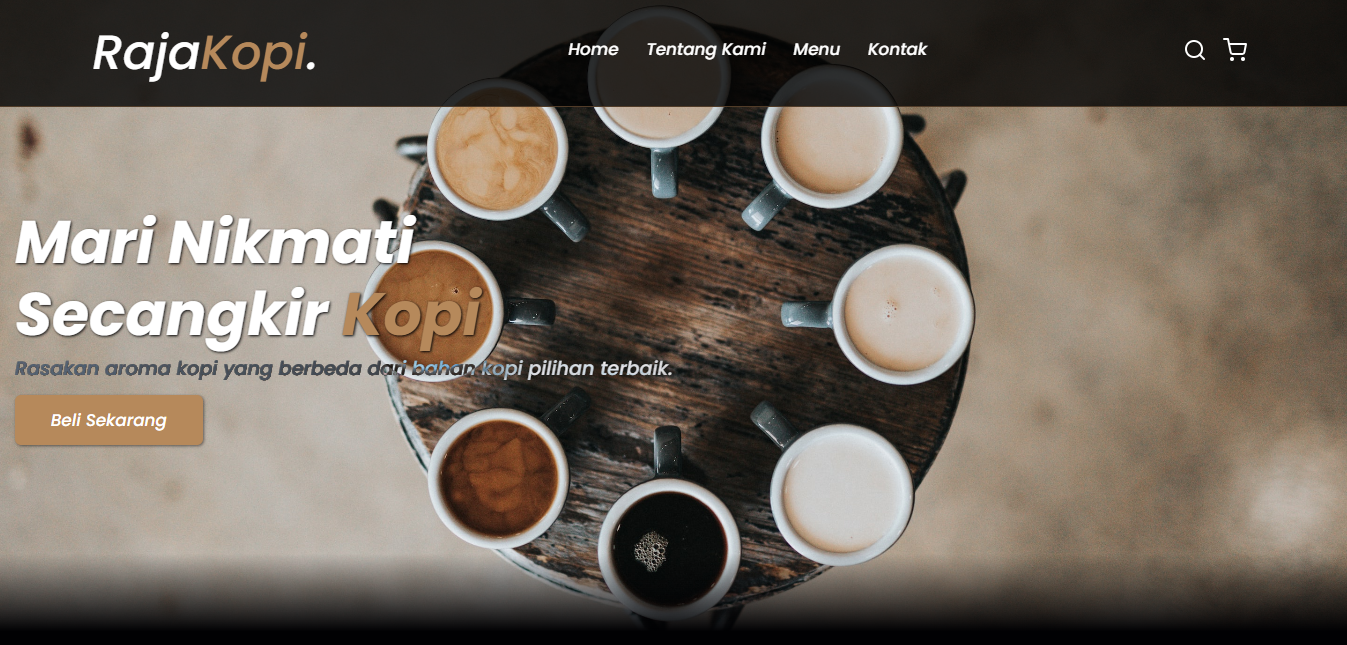 RajaKopi.
Home Tentang Kami Menu Kontak
Mari Nikmati
Secangkir Kopi
Rasakan aroma kopi yang berbeda dari bahan kopi pilihan terbaik.
Beli Sekarang